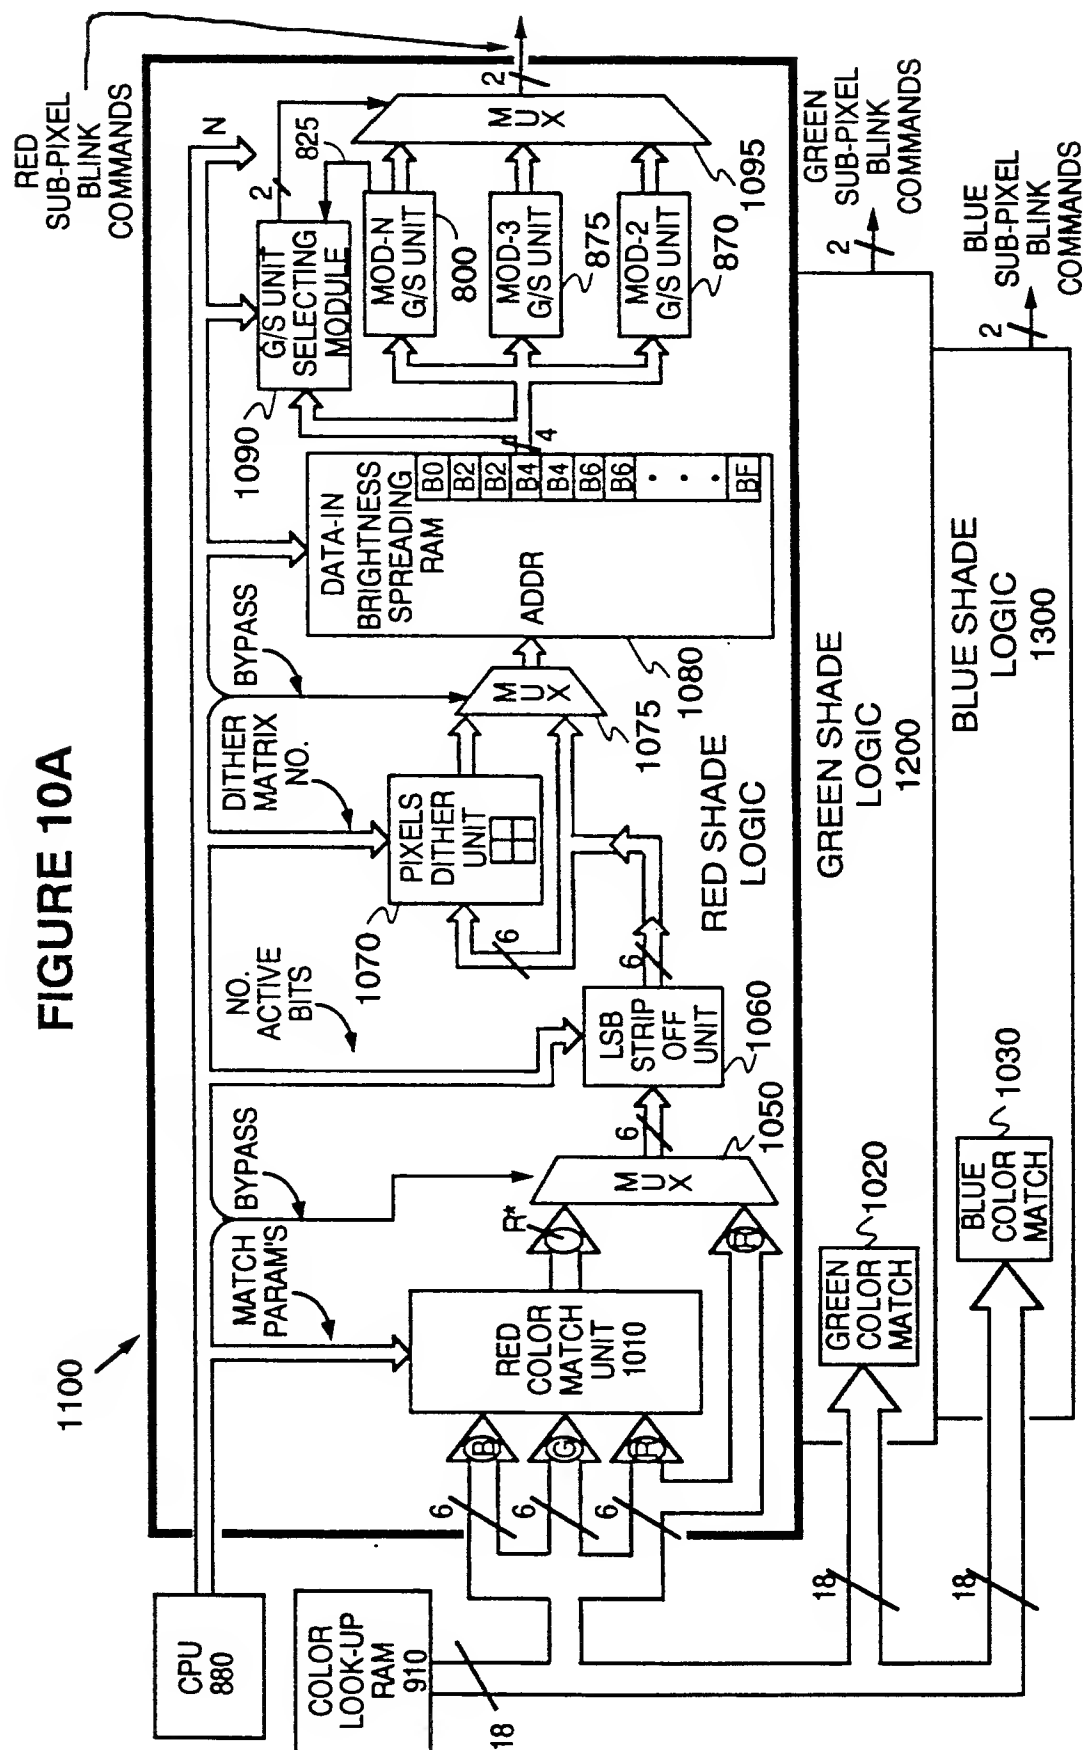 FIGURE 10A
1100
CPU
880
COLOR
LOOK-UP
RAM
910
18
18
18
6
6
6
B
G
R
R
MATCH
PARAM'S
BYPASS
RED
COLOR
MATCH
UNIT
1010
R*
MUX
1050
6
NO.
ACTIVE
BITS
LSB
STRIP
OFF
UNIT
1060
6
6
DITHER
MATRIX
NO.
BYPASS
PIXELS
DITHER
UNIT
1070
MUX
1075
DATA-IN
BRIGHTNESS
SPREADING
RAM
ADDR
1080
B0
B2
B2
B4
B4
B6
B6
. . .
BF
4
1090
G/S UNIT
SELECTING
MODULE
N
2
825
MOD-N
G/S UNIT
800
MOD-3
G/S UNIT
875
MOD-2
G/S UNIT
870
MUX
1095
2
RED
SUB-PIXEL
BLINK
COMMANDS
RED SHADE
LOGIC
GREEN
COLOR
MATCH
1020
GREEN SHADE
LOGIC
1200
2
GREEN
SUB-PIXEL
BLINK
COMMANDS
BLUE
COLOR
MATCH
1030
BLUE SHADE
LOGIC
1300
2
BLUE
SUB-PIXEL
BLINK
COMMANDS